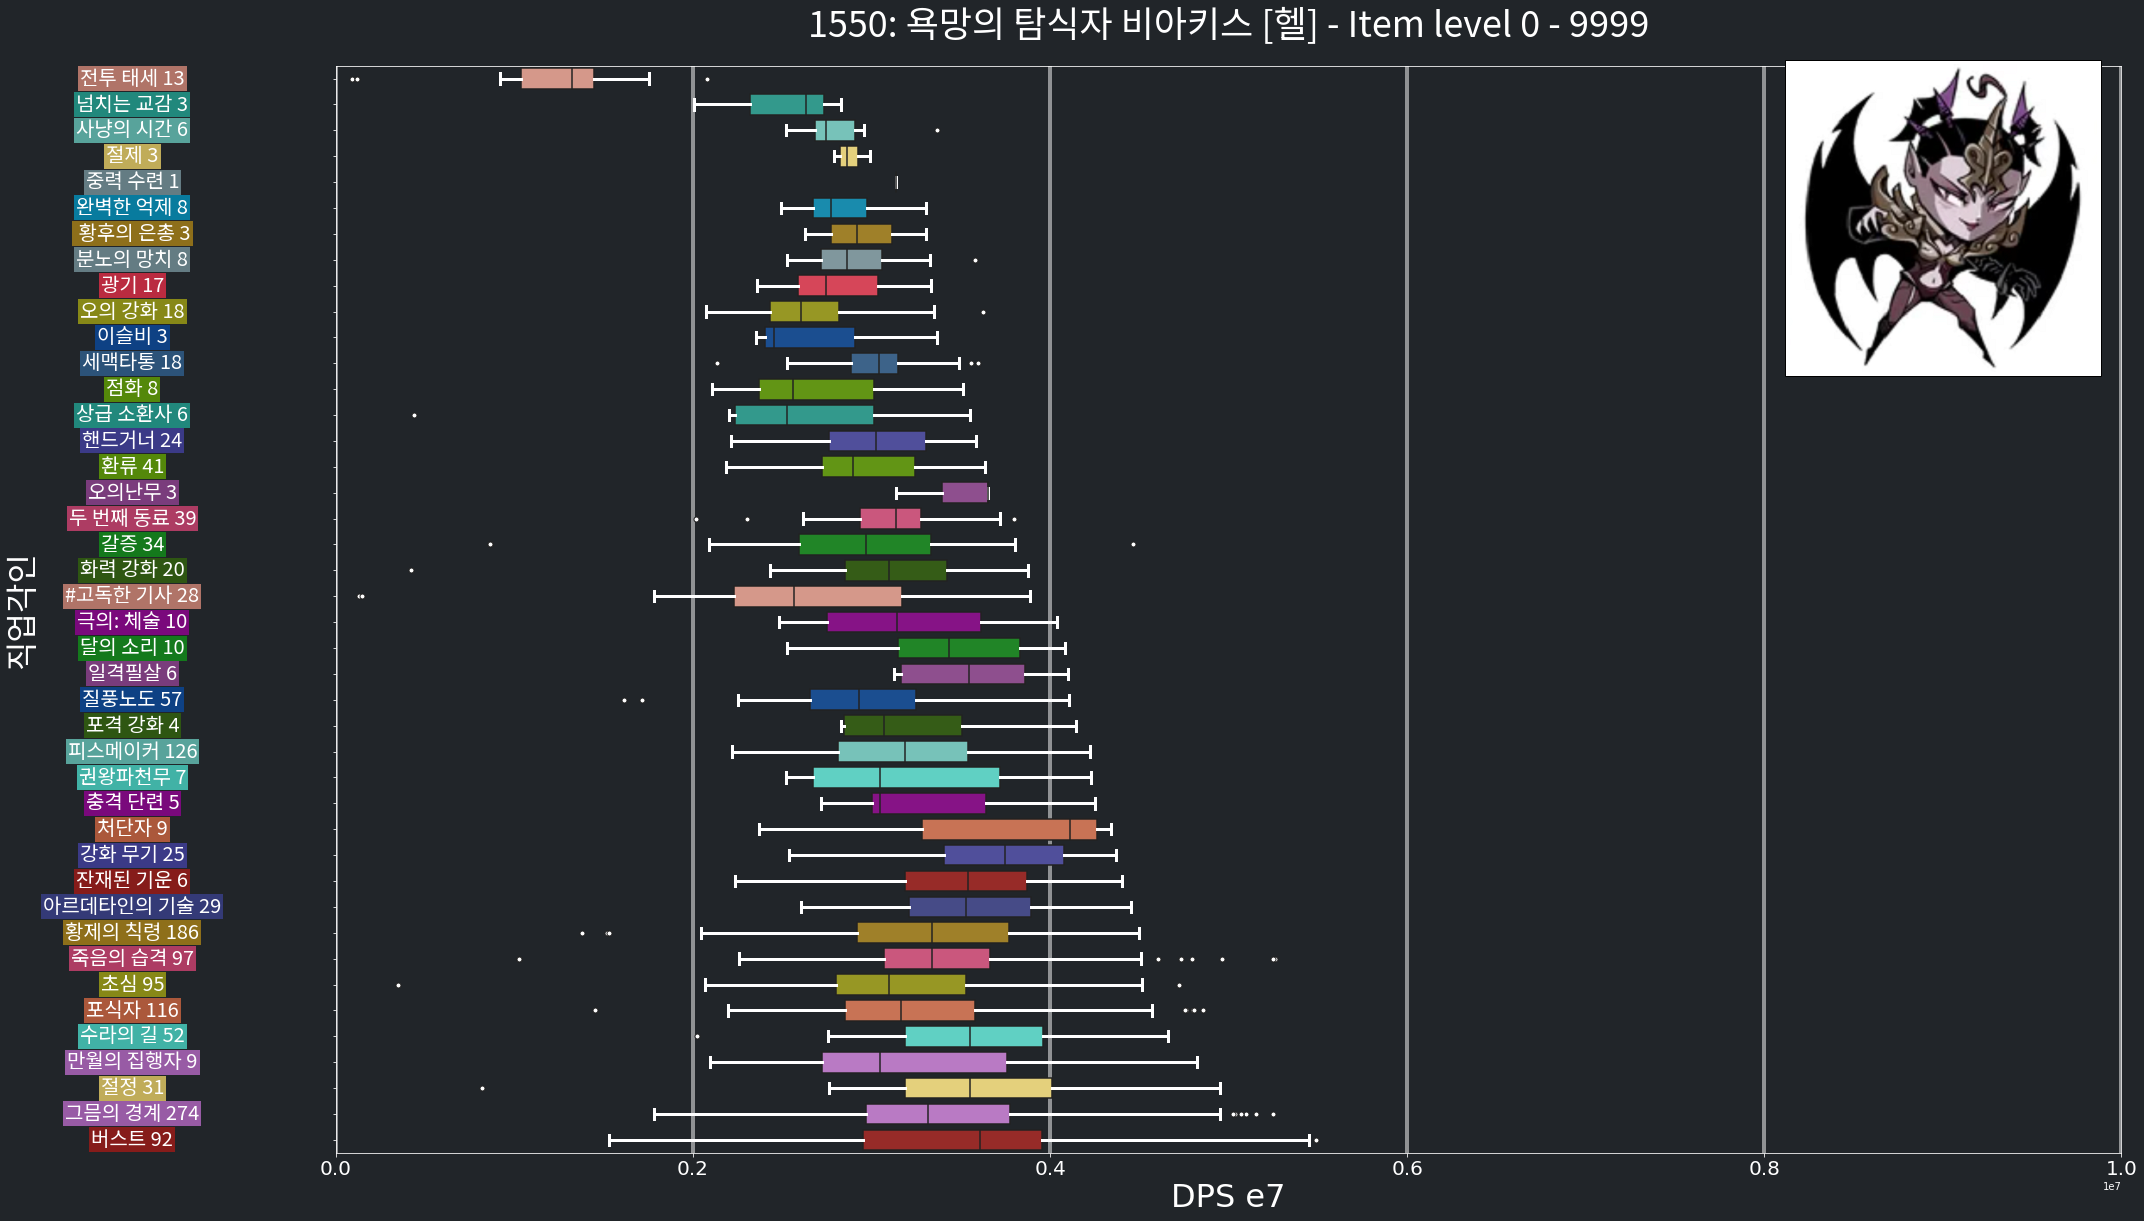 1550: 욕망의 탐식자 비아키스 [헬] - Item level 0 - 9999
전투 태세 13
넘치는 교감 3
사냥의 시간 6
절제 3
중력 수련 1
완벽한 억제 8
황후의 은총 3
분노의 망치 8
광기 17
오의 강화 18
이슬비 3
세맥타통 18
점화 8
상급 소환사 6
핸드거너 24
환류 41
오의난무 3
두 번째 동료 39
갈증 34
화력 강화 20
#고독한 기사 28
극의: 체술 10
달의 소리 10
일격필살 6
질풍노도 57
포격 강화 4
피스메이커 126
권왕파천무 7
충격 단련 5
처단자 9
강화 무기 25
잔재된 기운 6
아르데타인의 기술 29
황제의 칙령 186
죽음의 습격 97
초심 95
포식자 116
수라의 길 52
만월의 집행자 9
절정 31
그믐의 경계 274
버스트 92
직업각인
0.0 0.2 0.4 0.6 0.8 1.0
1e7
DPS e7